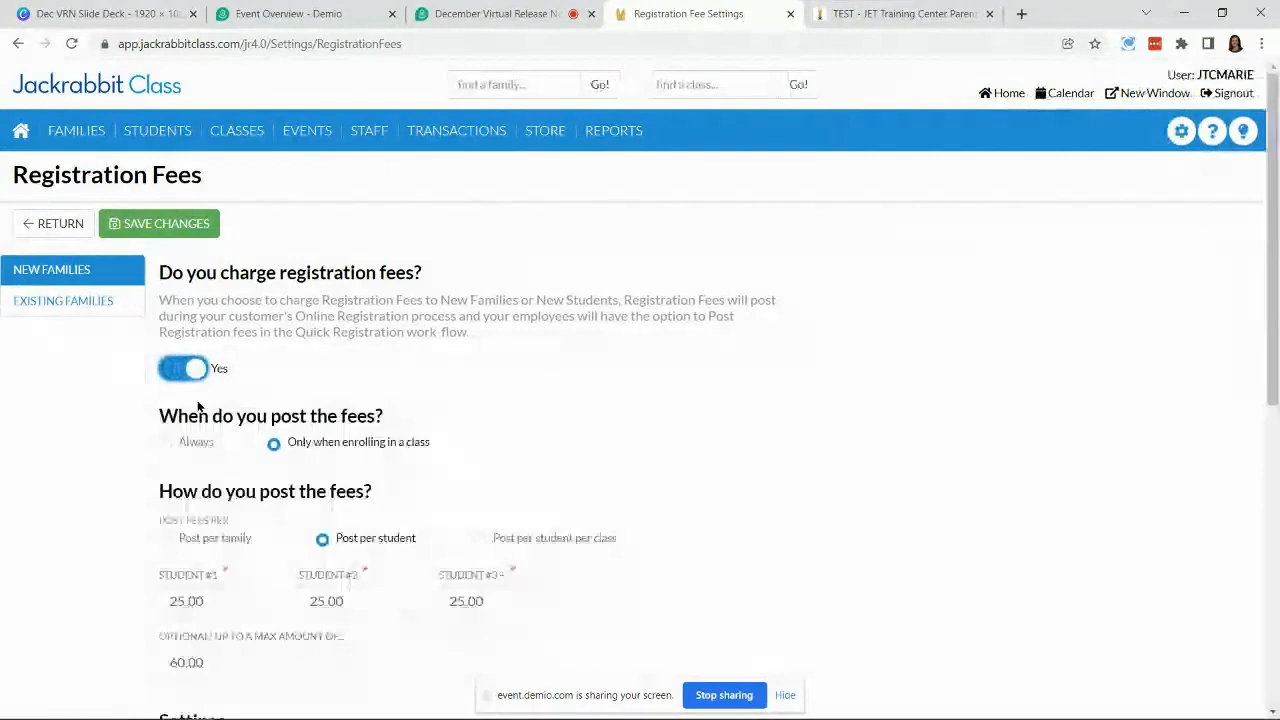 Dec VRN Slide Deck - 1920 × 10
Event Overview - Demio
December Virtual Release N
Registration Fee Settings
TEST - JET Training Center Paren
app.jackrabbitclass.com/jr4.0/Settings/RegistrationFees
Jackrabbit Class
find a family...
Go!
find a class...
Go!
User: JTCMARIE
Home
Calendar
New Window
Signout
FAMILIES
STUDENTS
CLASSES
EVENTS
STAFF
TRANSACTIONS
STORE
REPORTS
Registration Fees
RETURN
SAVE CHANGES
NEW FAMILIES
EXISTING FAMILIES
Do you charge registration fees?
When you choose to charge Registration Fees to New Families or New Students, Registration Fees will post
during your customer's Online Registration process and your employees will have the option to Post
Registration fees in the Quick Registration work-flow.
Yes
When do you post the fees?
Always
Only when enrolling in a class
How do you post the fees?
POST FEES PER
Post per family
Post per student
Post per student per class
STUDENT #1 *
STUDENT #2 *
STUDENT #3+ *
25.00
25.00
25.00
OPTIONAL: UP TO A MAX AMOUNT OF...
60.00
Settings
event.demio.com is sharing your screen.
Stop sharing
Hide